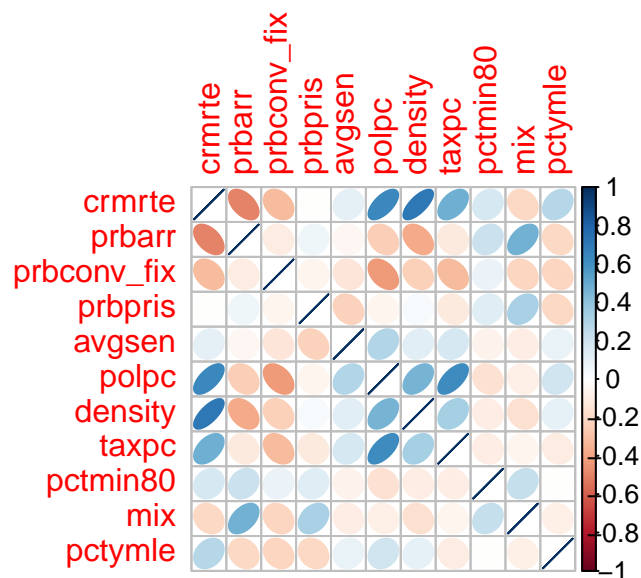 crmrte
prbarr
prbconv_fix
prbpris
avgsen
polpc
density
taxpc
pctmin80
mix
pctymle
crmrte
prbarr
prbconv_fix
prbpris
avgsen
polpc
density
taxpc
pctmin80
mix
pctymle
1
0.8
0.6
0.4
0.2
0
−0.2
−0.4
−0.6
−0.8
−1